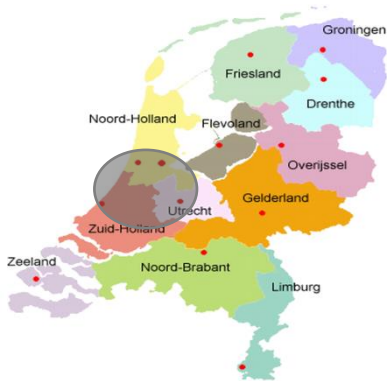 Groningen
Friesland
Drenthe
Noord-Holland
Flevoland
Overijssel
Gelderland
Utrecht
Zuid-Holland
Zeeland
Noord-Brabant
Limburg